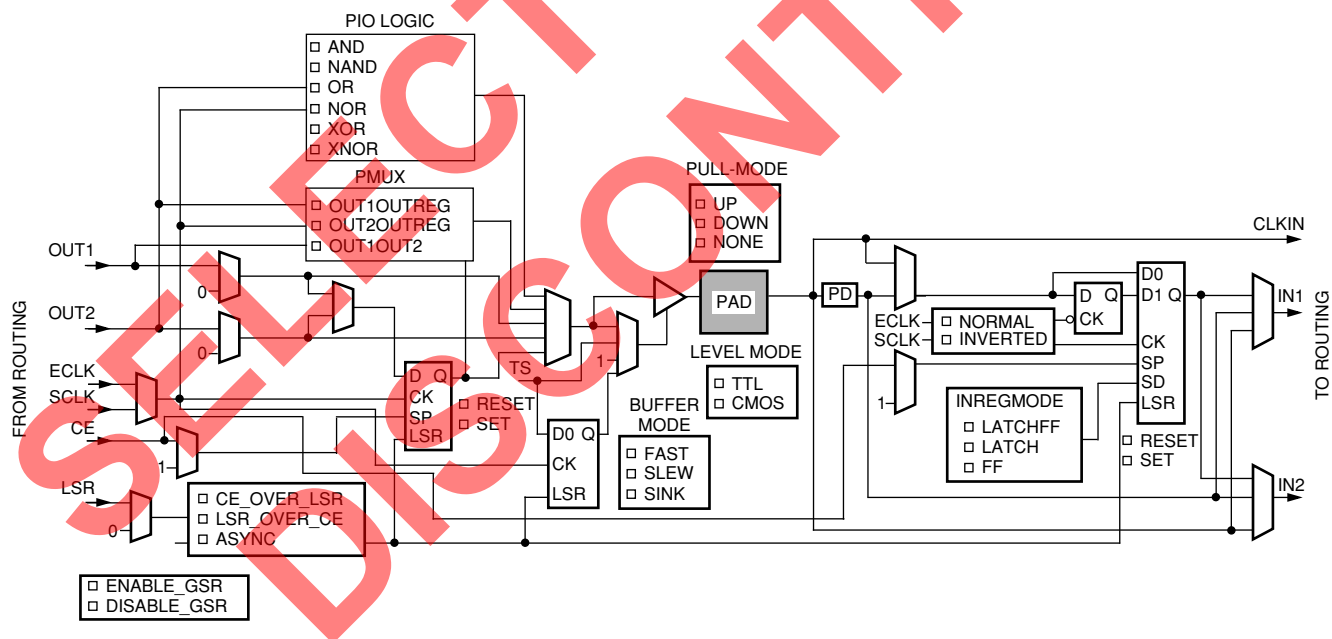 PIO LOGIC
AND
NAND
OR
NOR
XOR
XNOR
PMUX
OUT1OUTREG
OUT2OUTREG
OUT1OUT2
PULL-MODE
UP
DOWN
NONE
CLKIN
OUT1
0
OUT2
0
FROM ROUTING
ECLK
SCLK
CE
1
LSR
0
D Q
CK
SP
LSR
RESET
SET
TS
1
D0 Q
CK
LSR
PAD
LEVEL MODE
TTL
CMOS
BUFFER
MODE
FAST
SLEW
SINK
PD
ECLK
SCLK
NORMAL
INVERTED
1
D Q
CK
D0
D1 Q
CK
SP
SD
LSR
RESET
SET
INREGMODE
LATCHFF
LATCH
FF
IN1
IN2
TO ROUTING
CE_OVER_LSR
LSR_OVER_CE
ASYNC
ENABLE_GSR
DISABLE_GSR
SELECT
DISCONT